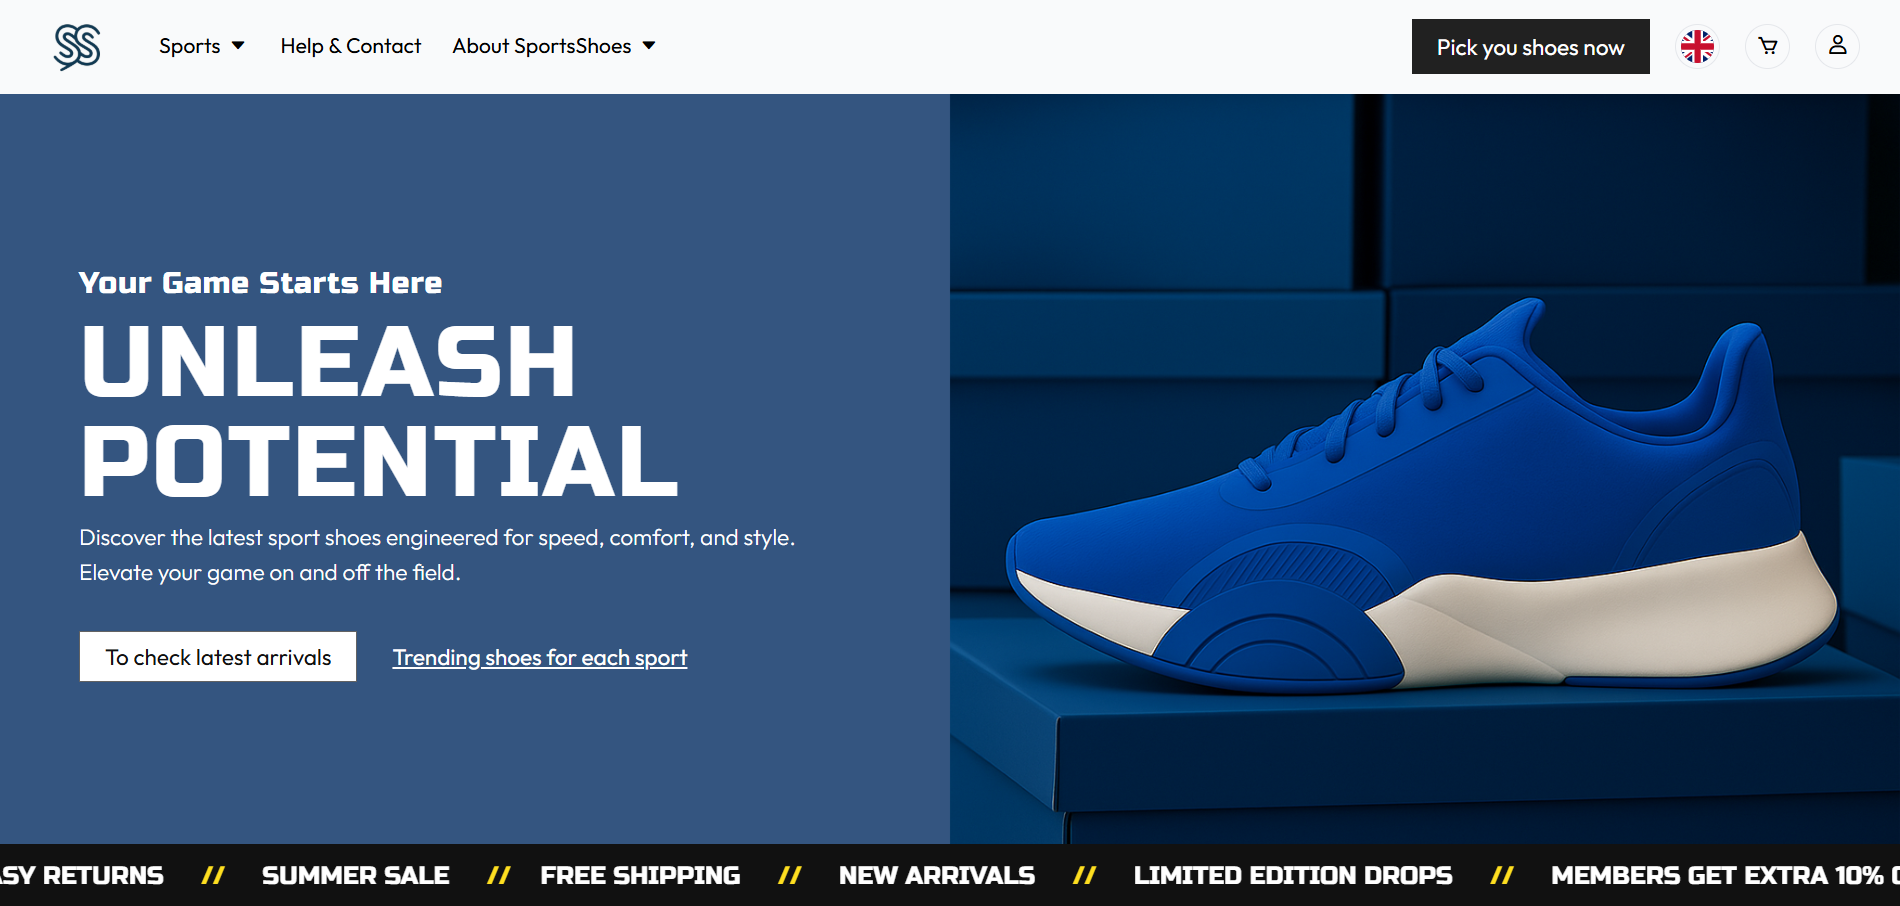 SS
Sports
Help & Contact
About SportsShoes
Pick you shoes now
Your Game Starts Here
UNLEASH
POTENTIAL
Discover the latest sport shoes engineered for speed, comfort, and style.
Elevate your game on and off the field.
To check latest arrivals
Trending shoes for each sport
RETURNS // SUMMER SALE // FREE SHIPPING // NEW ARRIVALS // LIMITED EDITION DROPS // MEMBERS GET EXTRA 10%